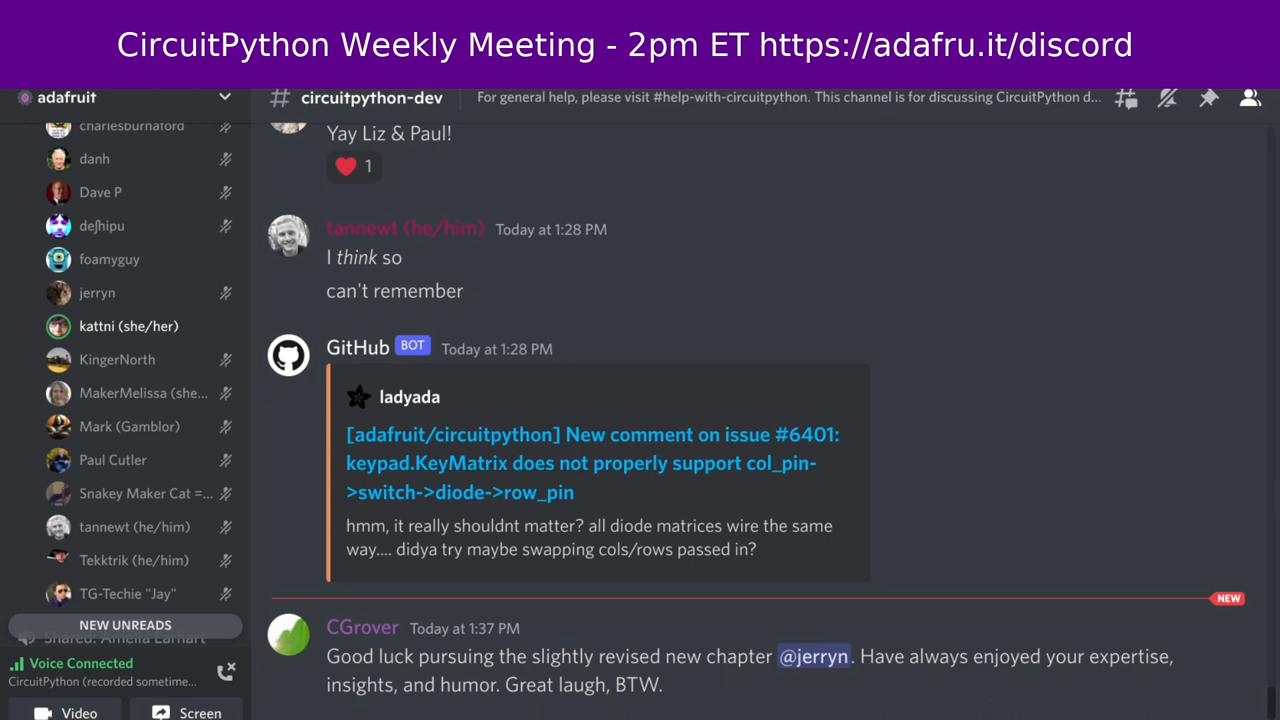 CircuitPython Weekly Meeting - 2pm ET https://adafru.it/discord
adafruit
# circuitpython-dev
For general help, please visit #help-with-circuitpython. This channel is for discussing CircuitPython d...
charlesburnaford
danh
Dave P
deʃhipu
foamyguy
jerryn
kattni (she/her)
KingerNorth
MakerMelissa (she...
Mark (Gamblor)
Paul Cutler
Snakey Maker Cat =...
tannewt (he/him)
Tekktrik (he/him)
TG-Techie "Jay"
NEW UNREADS
Shared: Amelia Earhart
Voice Connected
CircuitPython (recorded sometime...
Video
Screen
Yay Liz & Paul!
1
tannewt (he/him) Today at 1:28 PM
I think so
can't remember
GitHub BOT Today at 1:28 PM
ladyada
[adafruit/circuitpython] New comment on issue #6401:
keypad.KeyMatrix does not properly support col_pin-
>switch->diode->row_pin
hmm, it really shouldnt matter? all diode matrices wire the same
way.... didya try maybe swapping cols/rows passed in?
NEW
CGrover Today at 1:37 PM
Good luck pursuing the slightly revised new chapter @jerryn. Have always enjoyed your expertise,
insights, and humor. Great laugh, BTW.